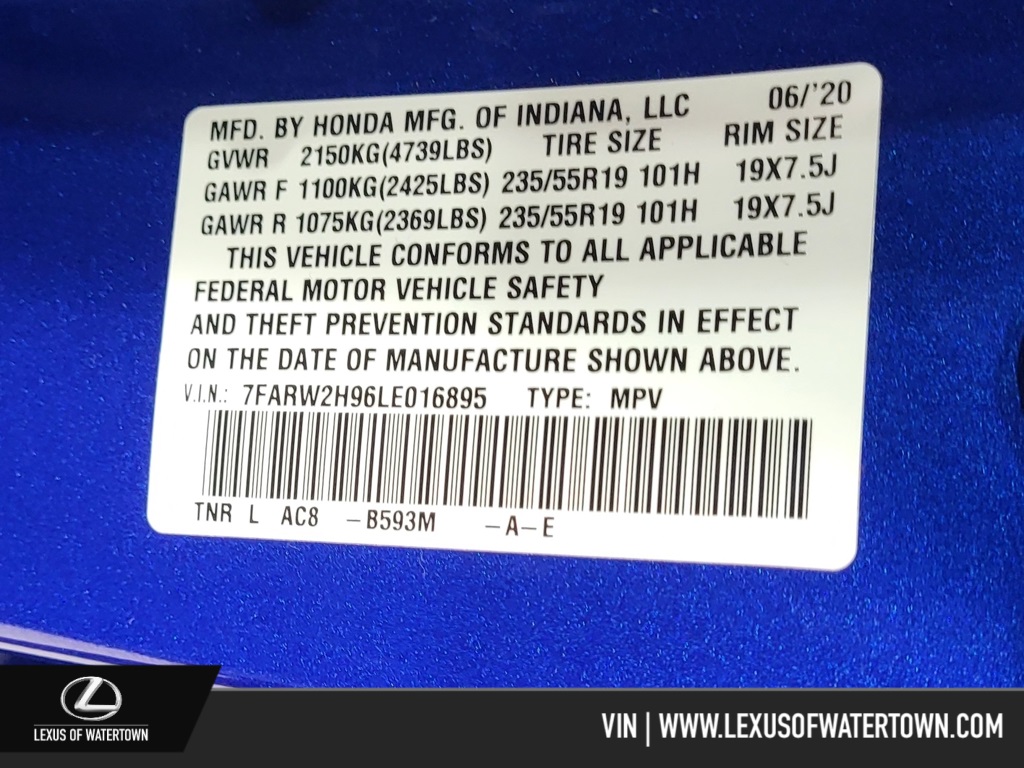 MFD. BY HONDA MFG. OF INDIANA, LLC 06/'20
GVWR 2150KG(4739LBS) TIRE SIZE RIM SIZE
GAWR F 1100KG(2425LBS) 235/55R19 101H 19X7.5J
GAWR R 1075KG(2369LBS) 235/55R19 101H 19X7.5J
THIS VEHICLE CONFORMS TO ALL APPLICABLE
FEDERAL MOTOR VEHICLE SAFETY
AND THEFT PREVENTION STANDARDS IN EFFECT
ON THE DATE OF MANUFACTURE SHOWN ABOVE.
V.I.N.: 7FARW2H96LE016895 TYPE: MPV
TNR L AC8 -B593M -A-E
LEXUS OF WATERTOWN
VIN | WWW.LEXUSOFWATERTOWN.COM